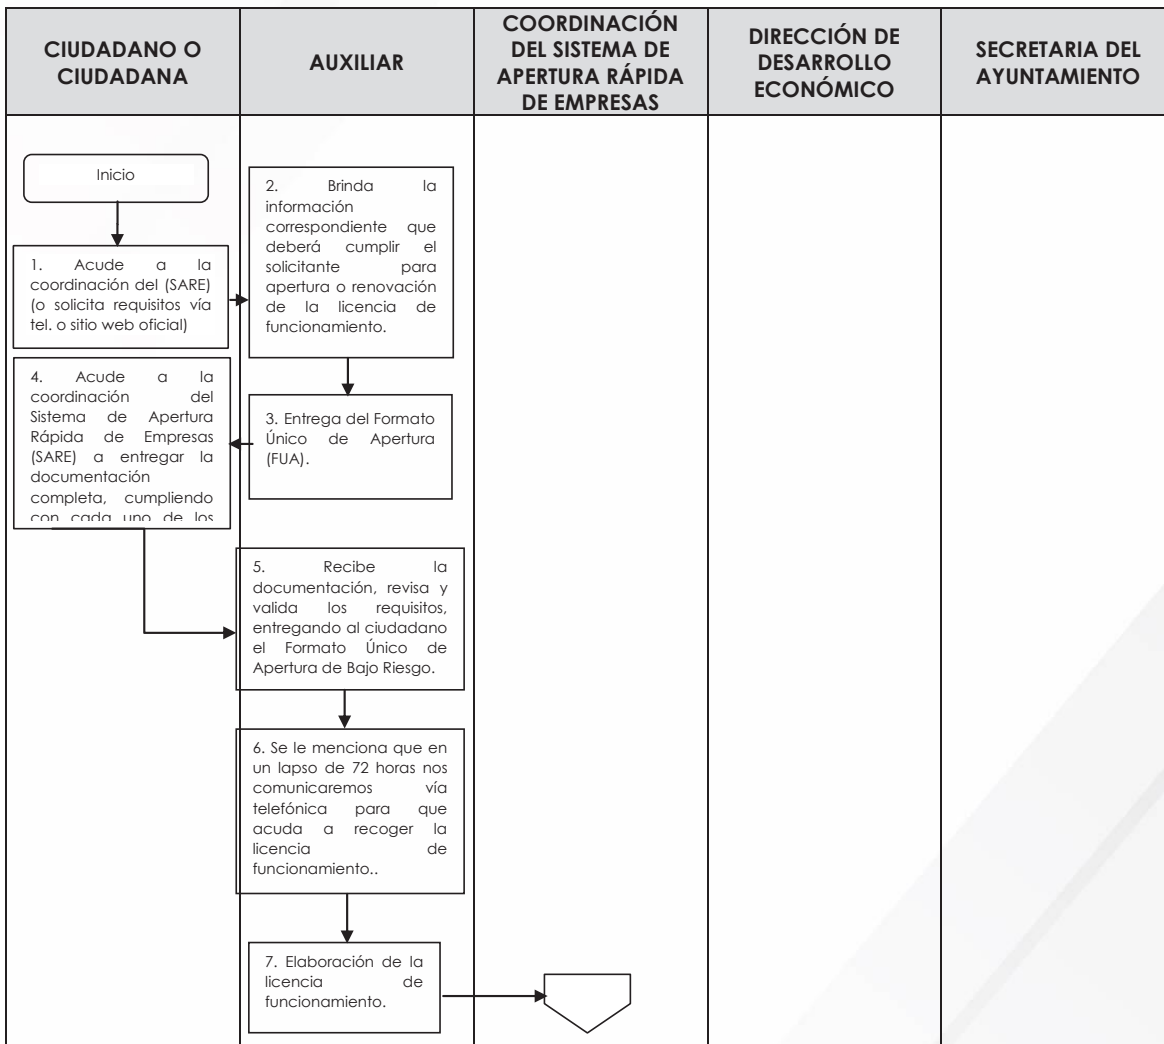 CIUDADANO O
CIUDADANA
AUXILIAR
COORDINACIÓN
DEL SISTEMA DE
APERTURA RÁPIDA
DE EMPRESAS
DIRECCIÓN DE
DESARROLLO
ECONÓMICO
SECRETARIA DEL
AYUNTAMIENTO
Inicio
1. Acude a la
coordinación del (SARE)
(o solicita requisitos vía
tel. o sitio web oficial)
2. Brinda la
información
correspondiente que
deberá cumplir el
solicitante para
apertura o renovación
de la licencia de
funcionamiento.
3. Entrega del Formato
Único de Apertura
(FUA).
4. Acude a la
coordinación del
Sistema de Apertura
Rápida de Empresas
(SARE) a entregar la
documentación
completa, cumpliendo
con cada uno de los
5. Recibe la
documentación, revisa y
valida los requisitos,
entregando al ciudadano
el Formato Único de
Apertura de Bajo Riesgo.
6. Se le menciona que en
un lapso de 72 horas nos
comunicaremos vía
telefónica para que
acuda a recoger la
licencia de
funcionamiento..
7. Elaboración de la
licencia de
funcionamiento.